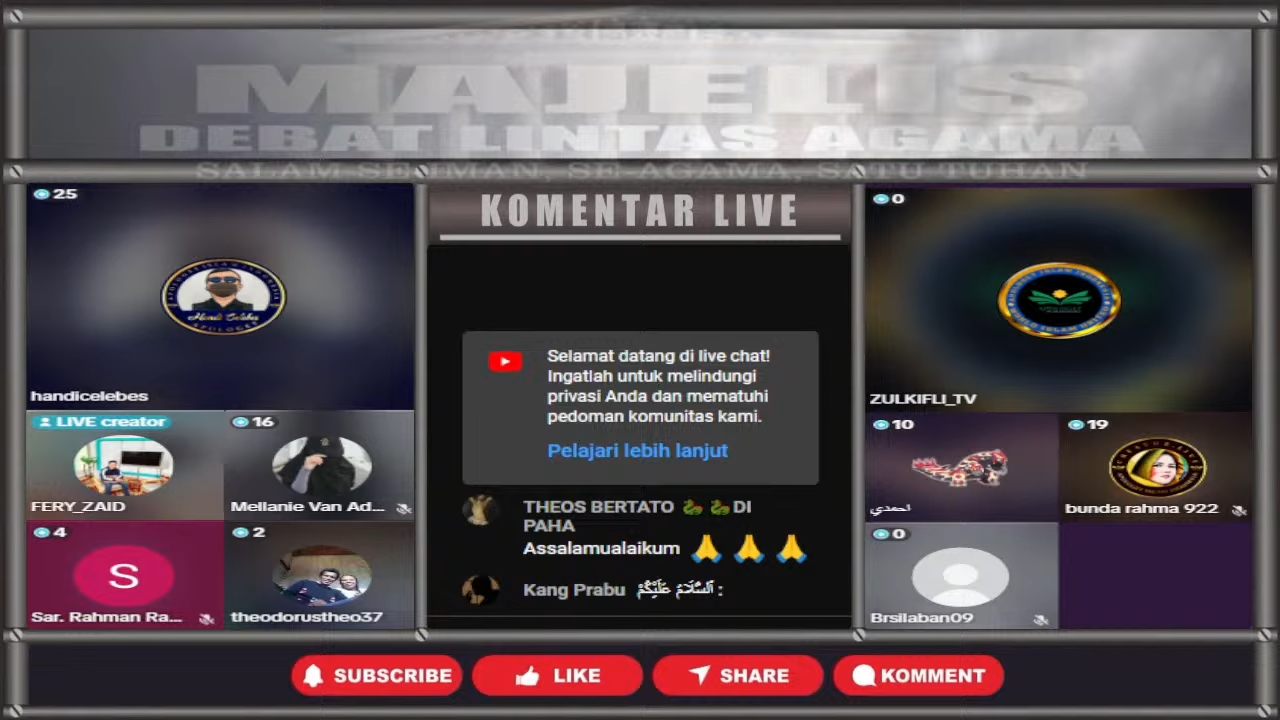 MAJELIS
DEBAT LINTAS AGAMA
SALAM SE-IMAN, SE-AGAMA, SATU TUHAN
25
handicelebes
LIVE creator
FERY_ZAID
16
Mellanie Van Ad...
4
S
Sar. Rahman Ra...
2
theodorustheo37
KOMENTAR LIVE
Selamat datang di live chat!
Ingatlah untuk melindungi
privasi Anda dan mematuhi
pedoman komunitas kami.
Pelajari lebih lanjut
THEOS BERTATO 🐉 🐉 DI
PAHA
Assalamualaikum 🙏 🙏 🙏
Kang Prabu اَلسَّلَامُ عَلَيْكُمْ :
0
ZULKIFLI_TV
10
احمدي
19
bunda rahma 922
0
Brsilaban09
SUBSCRIBE
LIKE
SHARE
KOMMENT